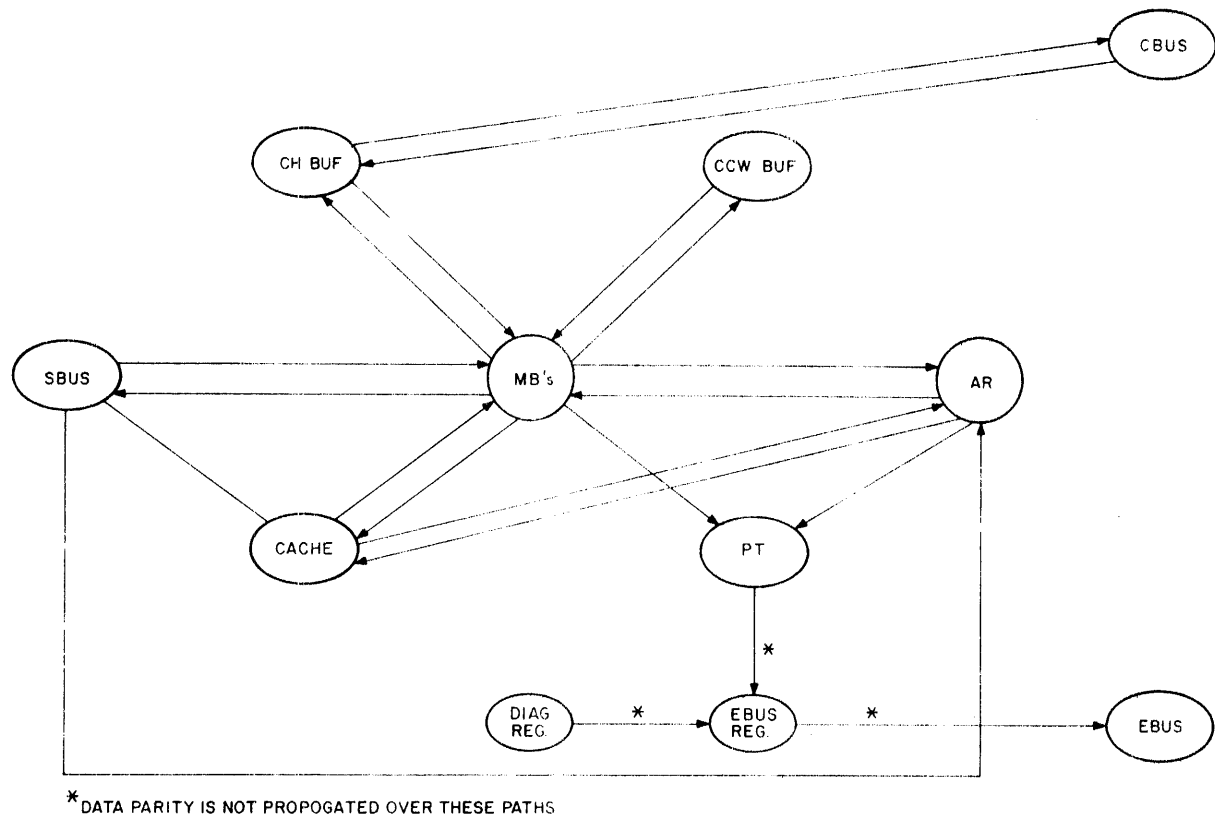 CBUS
CH BUF
CCW BUF
SBUS
MB's
AR
CACHE
PT
*
DIAG
REG.
*
EBUS
REG.
*
EBUS
*DATA PARITY IS NOT PROPOGATED OVER THESE PATHS